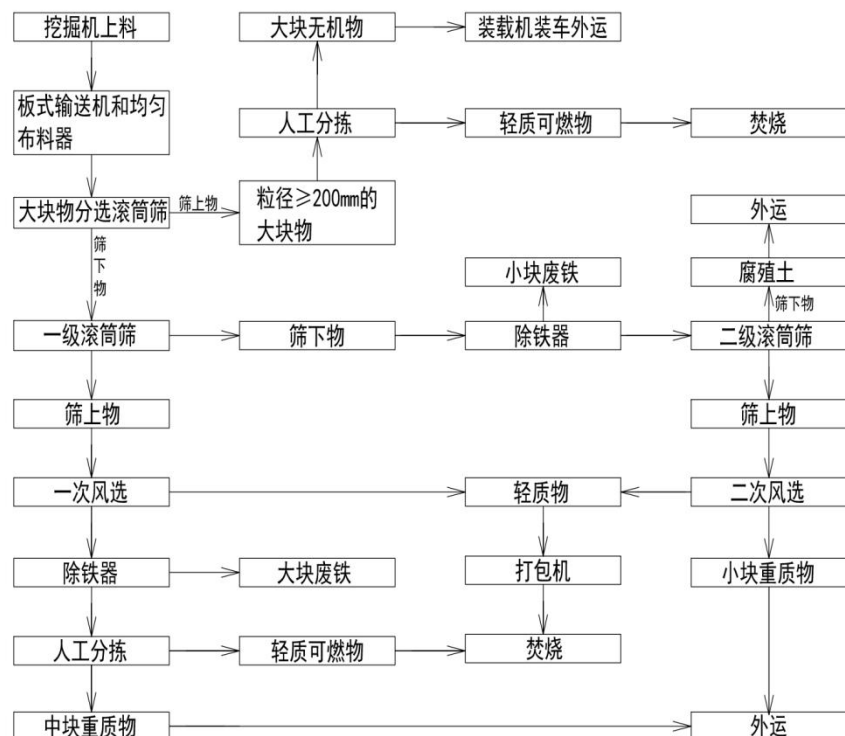 挖掘机上料
大块无机物
装载机装车外运
板式输送机和均匀
布料器
人工分拣
轻质可燃物
焚烧
大块物分选滚筒筛
筛上物
粒径≥200mm的
大块物
外运
筛下物
小块废铁
腐殖土
筛下物
一级滚筒筛
筛下物
除铁器
二级滚筒筛
筛上物
筛上物
一次风选
轻质物
二次风选
除铁器
大块废铁
打包机
小块重质物
人工分拣
轻质可燃物
焚烧
中块重质物
外运